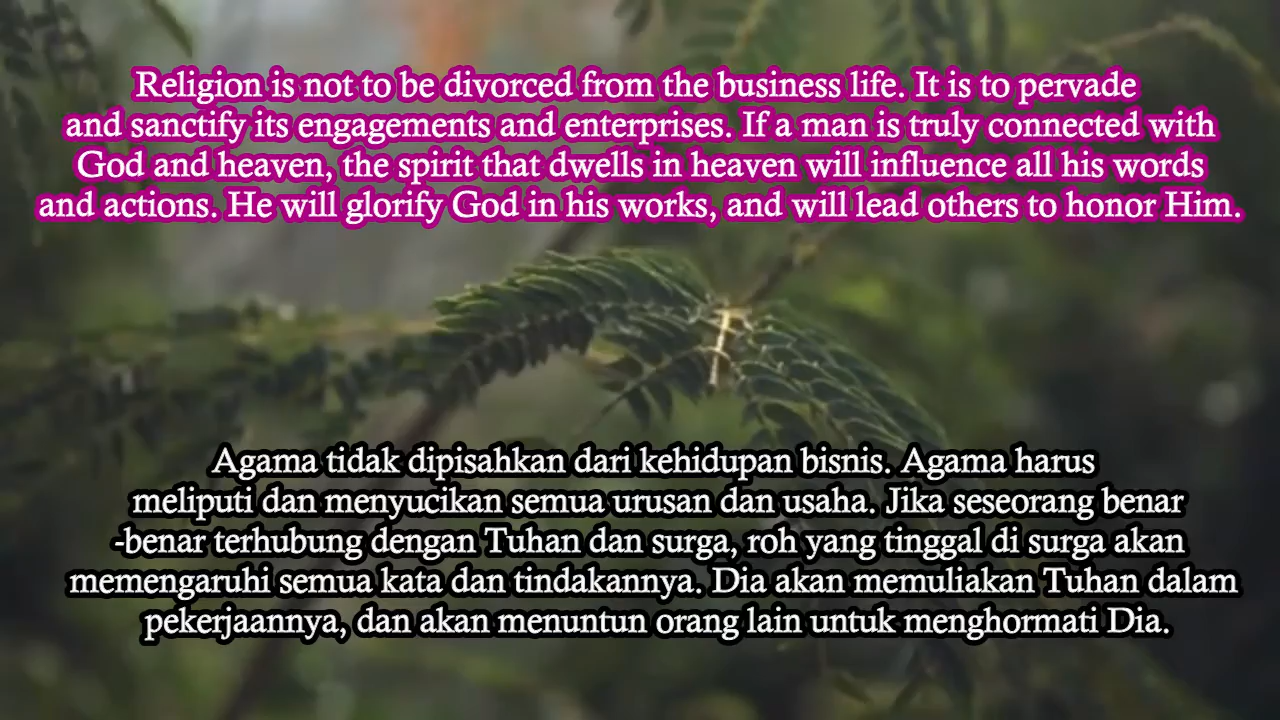 Religion is not to be divorced from the business life. It is to pervade
and sanctify its engagements and enterprises. If a man is truly connected with
God and heaven, the spirit that dwells in heaven will influence all his words
and actions. He will glorify God in his works, and will lead others to honor Him.
Agama tidak dipisahkan dari kehidupan bisnis. Agama harus
meliputi dan menyucikan semua urusan dan usaha. Jika seseorang benar
-benar terhubung dengan Tuhan dan surga, roh yang tinggal di surga akan
memengaruhi semua kata dan tindakannya. Dia akan memuliakan Tuhan dalam
pekerjaannya, dan akan menuntun orang lain untuk menghormati Dia.